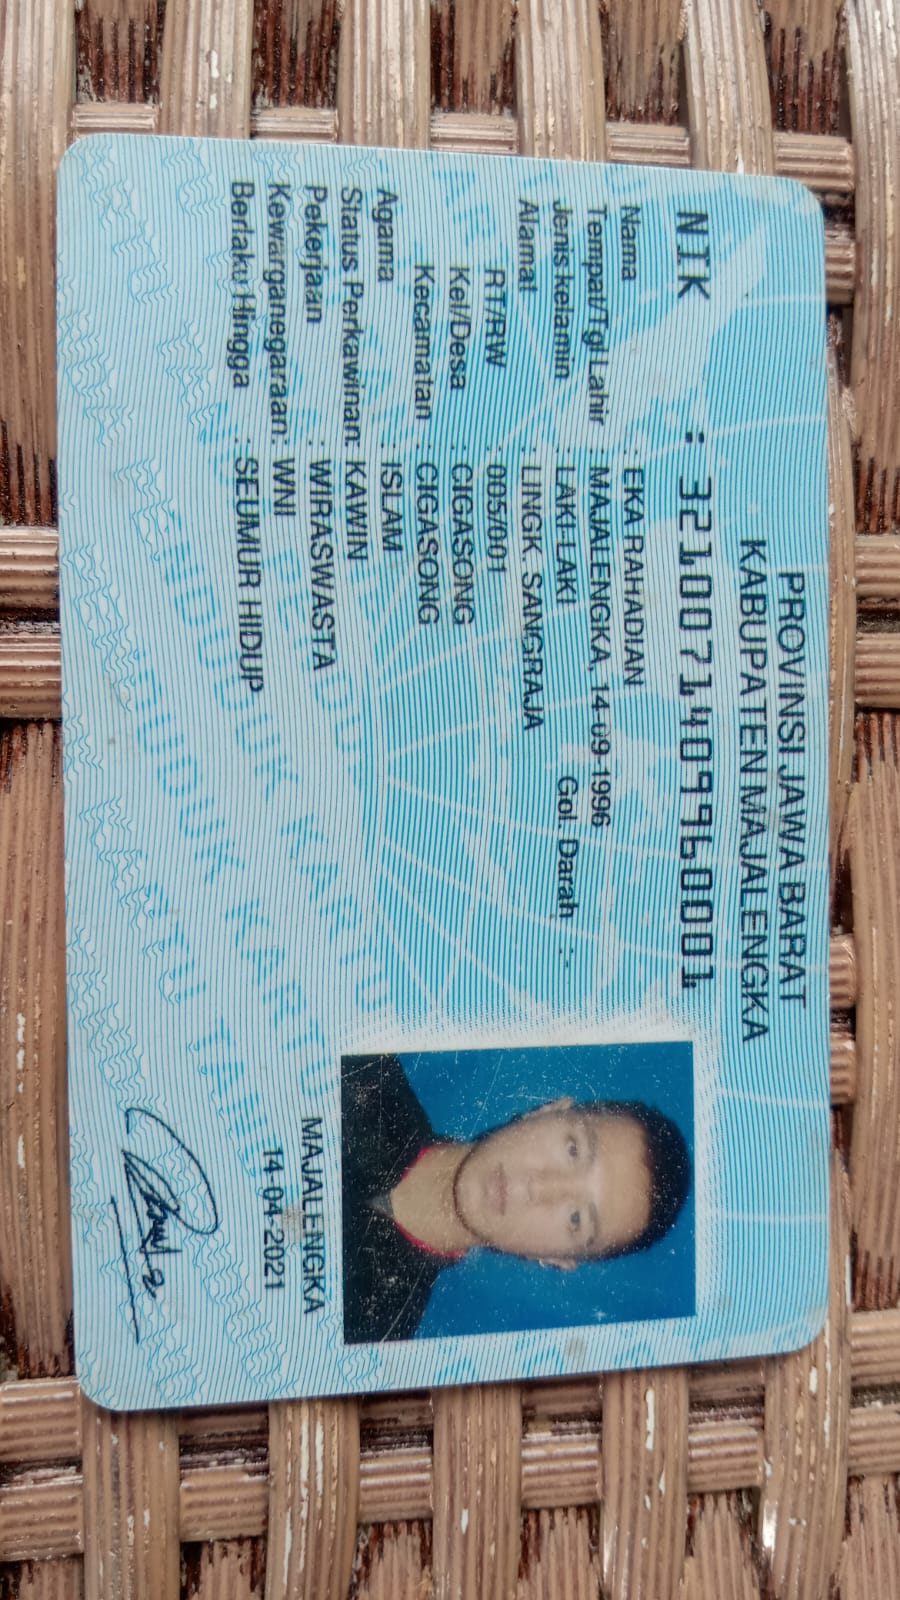 PROVINSI JAWA BARAT
KABUPATEN MAJALENGKA
NIK : 3210071409960001
Nama : EKA RAHADIAN
Tempat/Tgl Lahir : MAJALENGKA, 14-09-1996
Jenis kelamin : LAKI-LAKI Gol. Darah : -
Alamat : LINGK. SANGRAJA
RT/RW : 005/001
Kel/Desa : CIGASONG
Kecamatan : CIGASONG
Agama : ISLAM
Status Perkawinan: KAWIN
Pekerjaan : WIRASWASTA
Kewarganegaraan: WNI
Berlaku Hingga : SEUMUR HIDUP
MAJALENGKA
14-04-2021